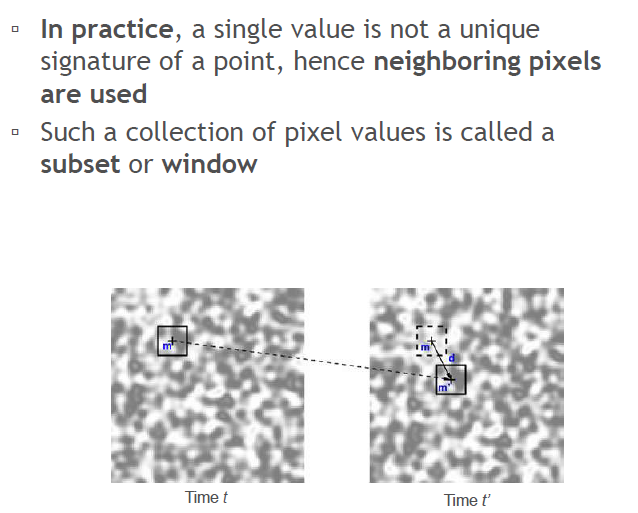 ▫ In practice, a single value is not a unique
signature of a point, hence neighboring pixels
are used
▫ Such a collection of pixel values is called a
subset or window
m
m
d
m'
Time t
Time t'